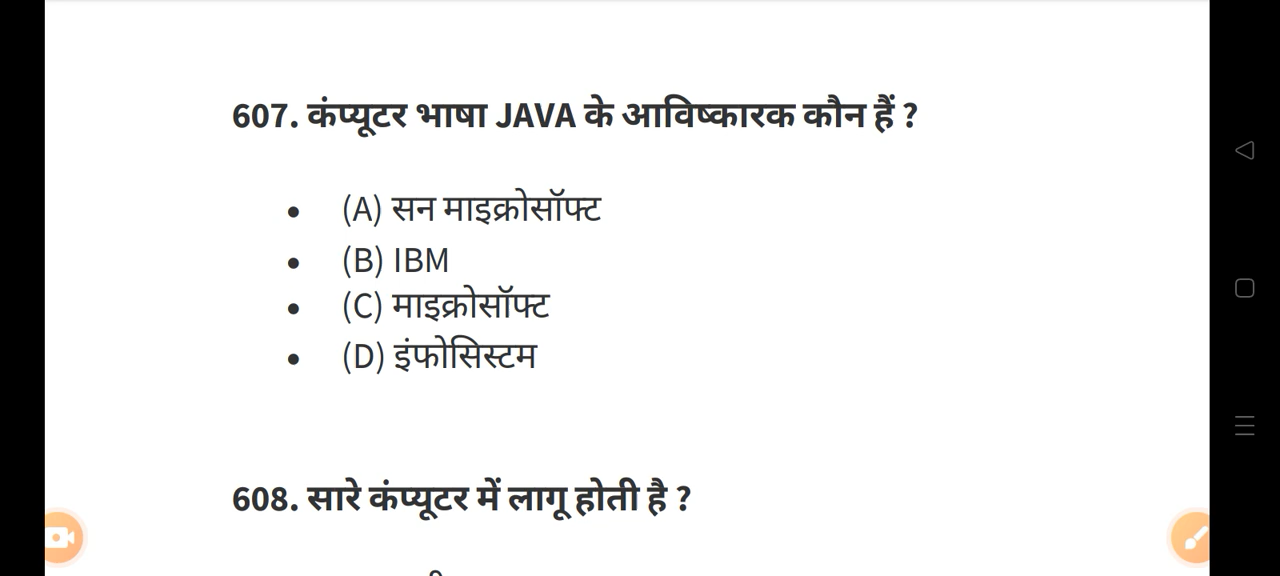 607. कंप्यूटर भाषा JAVA के आविष्कारक कौन हैं ?
• (A) सन माइक्रोसॉफ्ट
• (B) IBM
• (C) माइक्रोसॉफ्ट
• (D) इंफोसिस्टम
608. सारे कंप्यूटर में लागू होती है ?